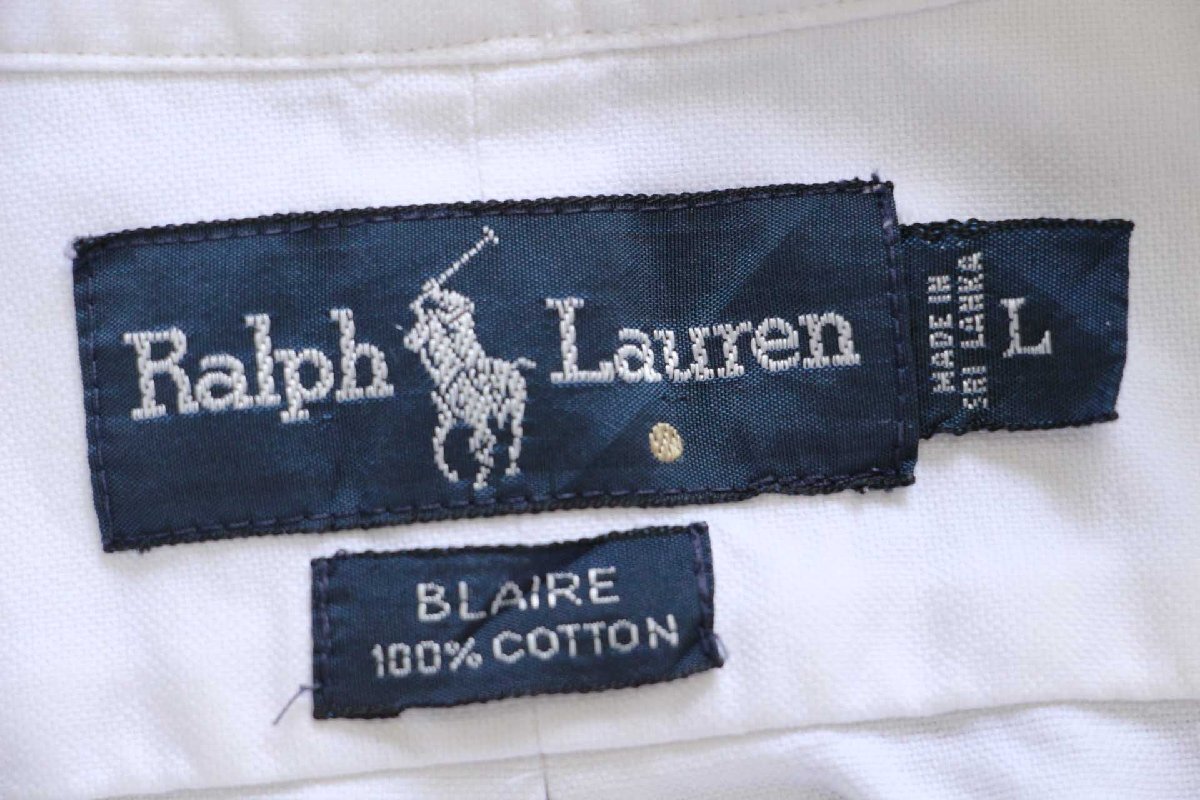 Ralph Lauren
MADE IN
SRI LANKA
L
BLAIRE
100% COTTON